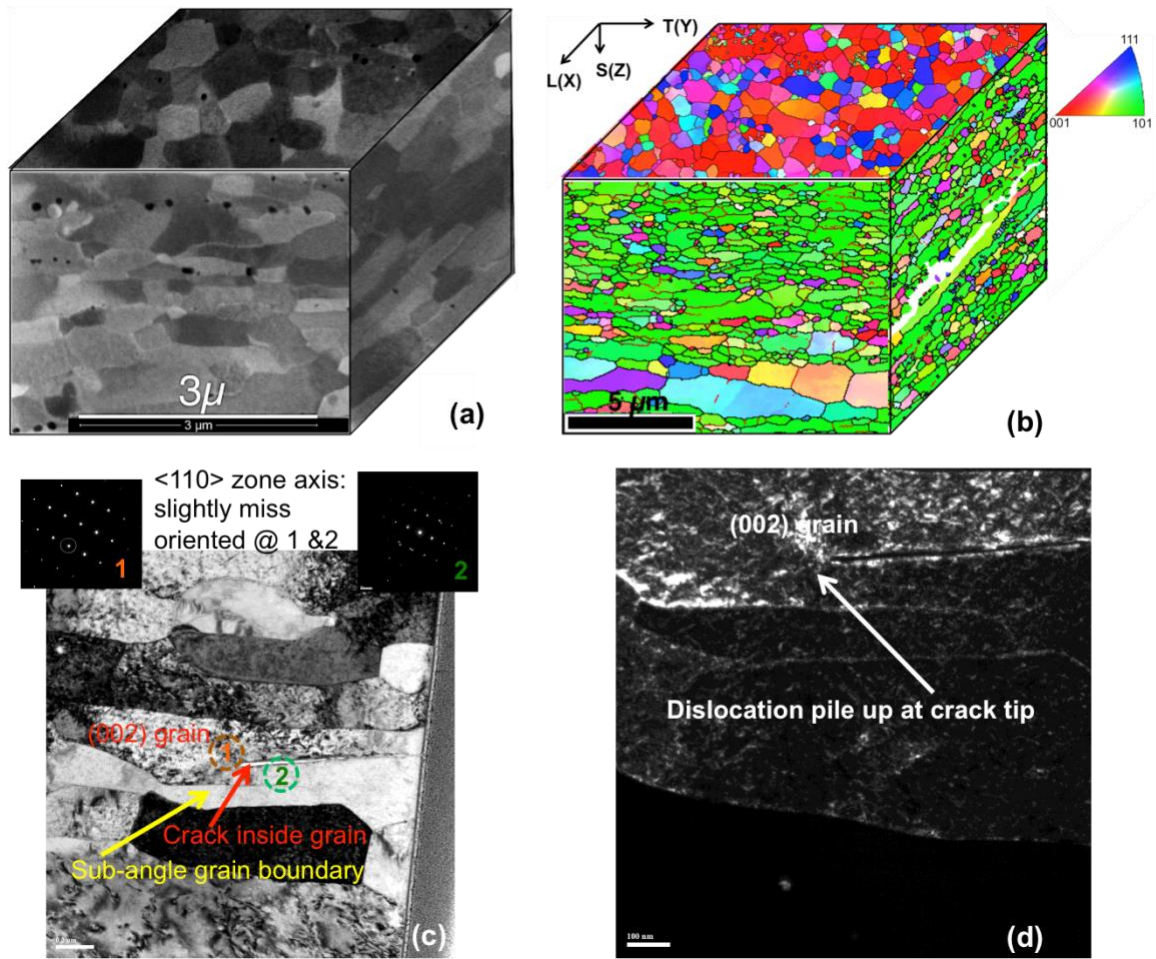 T(Y)
L(X)
S(Z)
111
001
101
3μ
3 μm
(a)
5 μm
(b)
<110> zone axis:
slightly miss
oriented @ 1 &2
1
2
(002) grain
1
2
Crack inside grain
Sub-angle grain boundary
(c)
(002) grain
Dislocation pile up at crack tip
100 nm
(d)